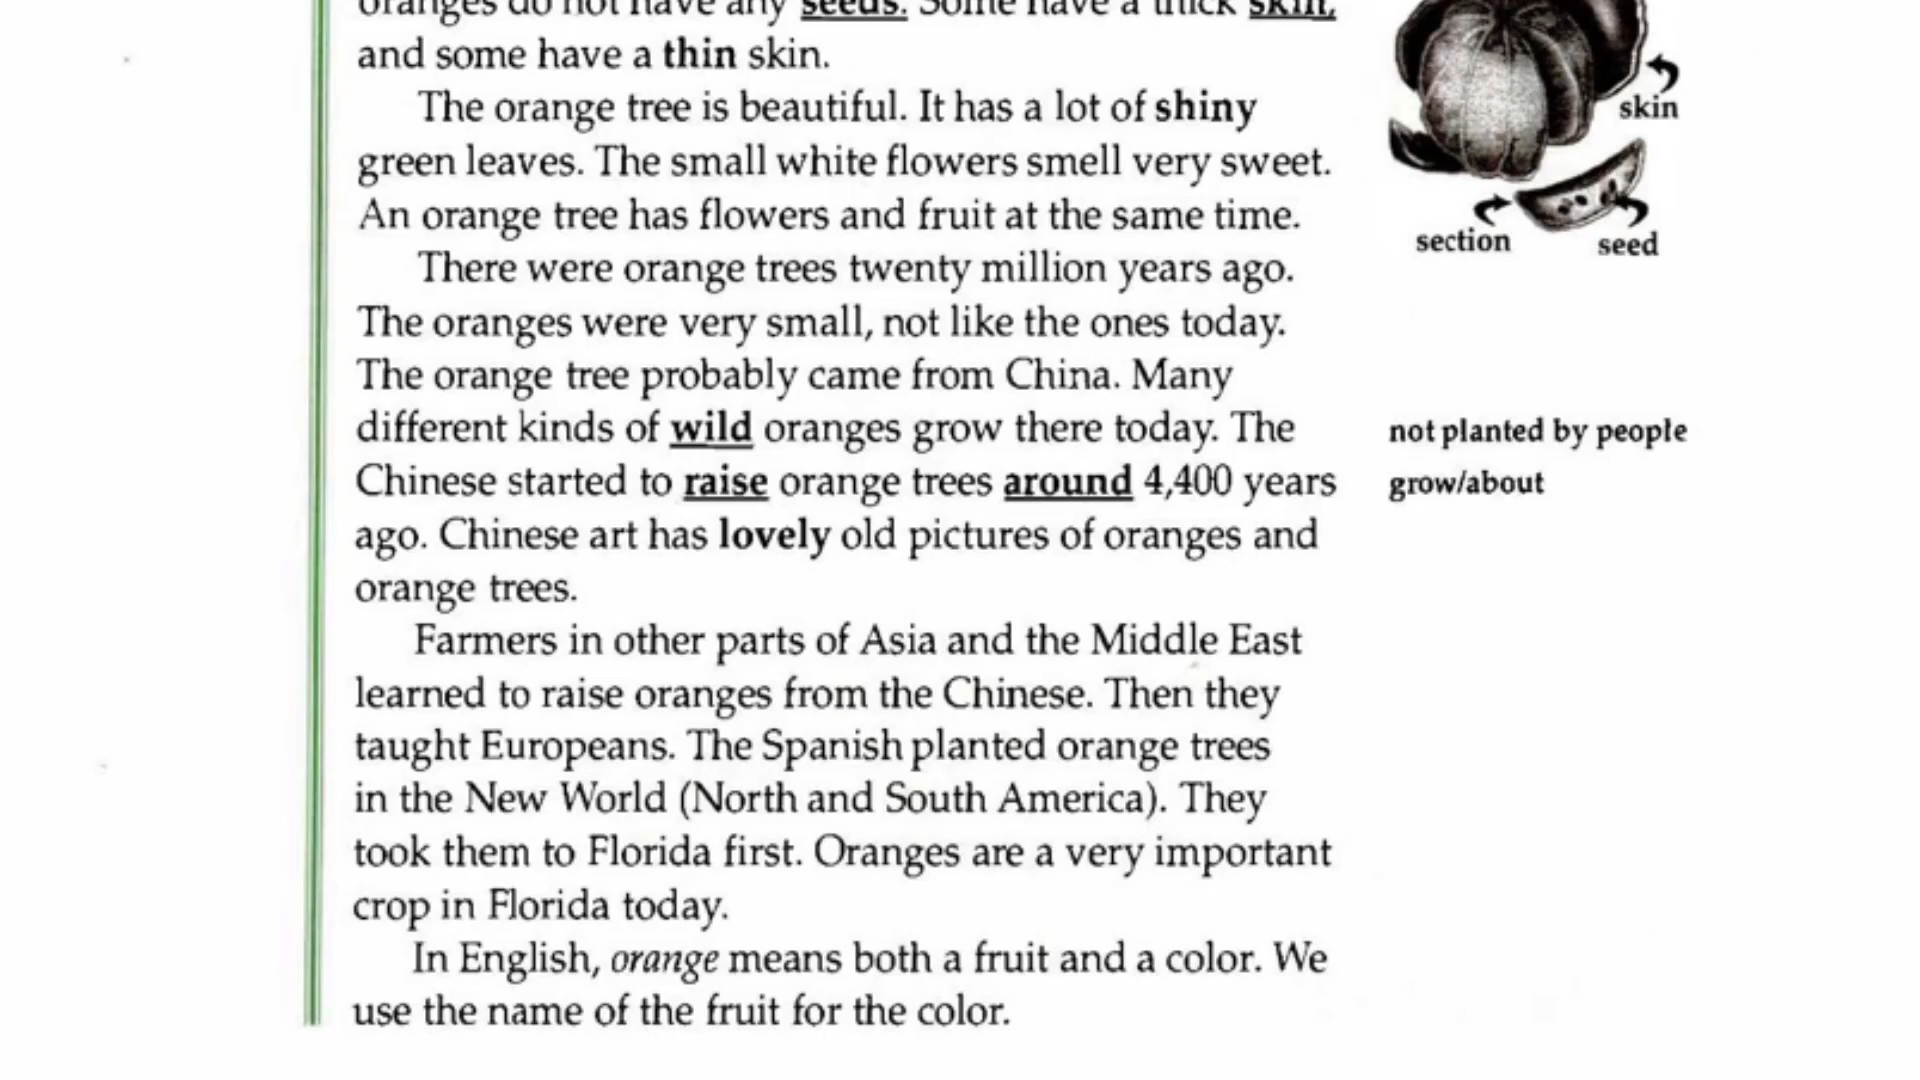 oranges do not have any seeds. Some have a thick skin,
and some have a thin skin.
The orange tree is beautiful. It has a lot of shiny
green leaves. The small white flowers smell very sweet.
An orange tree has flowers and fruit at the same time.
There were orange trees twenty million years ago.
The oranges were very small, not like the ones today.
The orange tree probably came from China. Many
different kinds of wild oranges grow there today. The
Chinese started to raise orange trees around 4,400 years
ago. Chinese art has lovely old pictures of oranges and
orange trees.
Farmers in other parts of Asia and the Middle East
learned to raise oranges from the Chinese. Then they
taught Europeans. The Spanish planted orange trees
in the New World (North and South America). They
took them to Florida first. Oranges are a very important
crop in Florida today.
In English, orange means both a fruit and a color. We
use the name of the fruit for the color.
skin
section
seed
not planted by people
grow/about